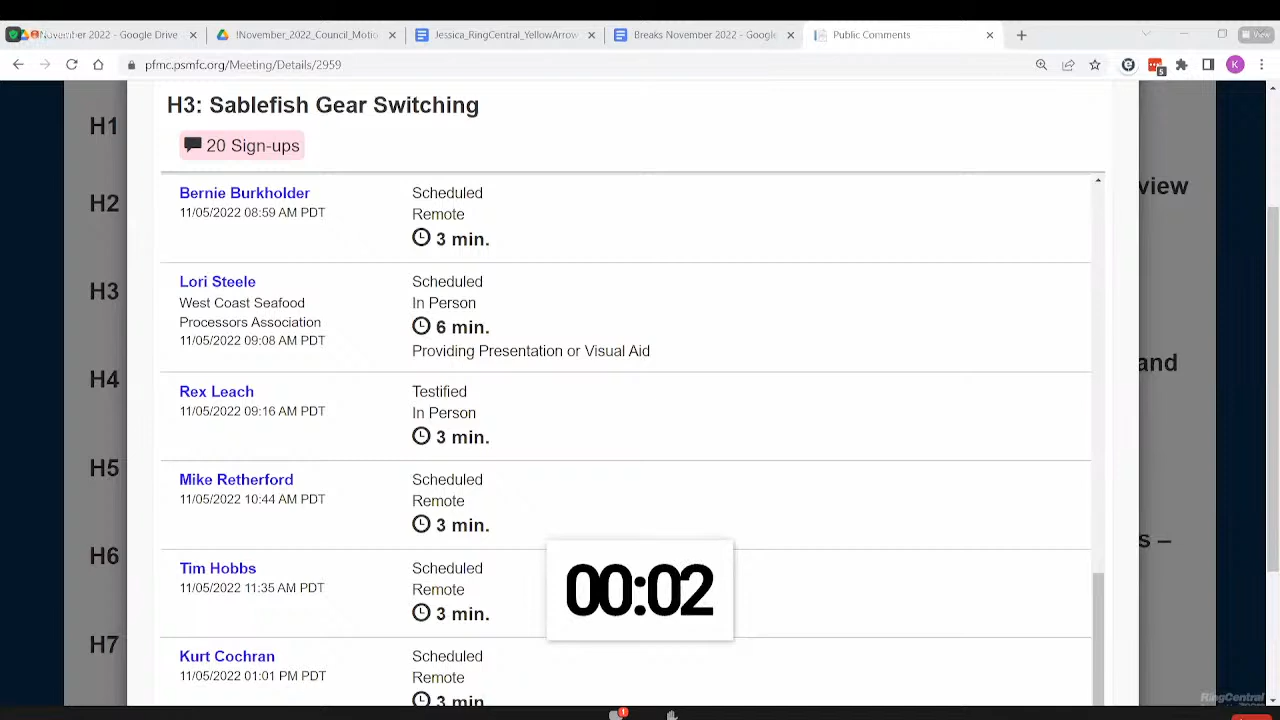 November 2022 - Google Drive
!November_2022_Council_Motio
Jessica_RingCentral_YellowArrow
Breaks November 2022 - Google
Public Comments
View
pfmc.psmfc.org/Meeting/Details/2959
5
K
H3: Sablefish Gear Switching
20 Sign-ups
H1
H2
view
H3
H4
and
H5
H6
s –
H7
Bernie Burkholder
11/05/2022 08:59 AM PDT
Scheduled
Remote
3 min.
Lori Steele
West Coast Seafood
Processors Association
11/05/2022 09:08 AM PDT
Scheduled
In Person
6 min.
Providing Presentation or Visual Aid
Rex Leach
11/05/2022 09:16 AM PDT
Testified
In Person
3 min.
Mike Retherford
11/05/2022 10:44 AM PDT
Scheduled
Remote
3 min.
Tim Hobbs
11/05/2022 11:35 AM PDT
Scheduled
Remote
3 min.
00:02
Kurt Cochran
11/05/2022 01:01 PM PDT
Scheduled
Remote
3 min.
RingCentral
1